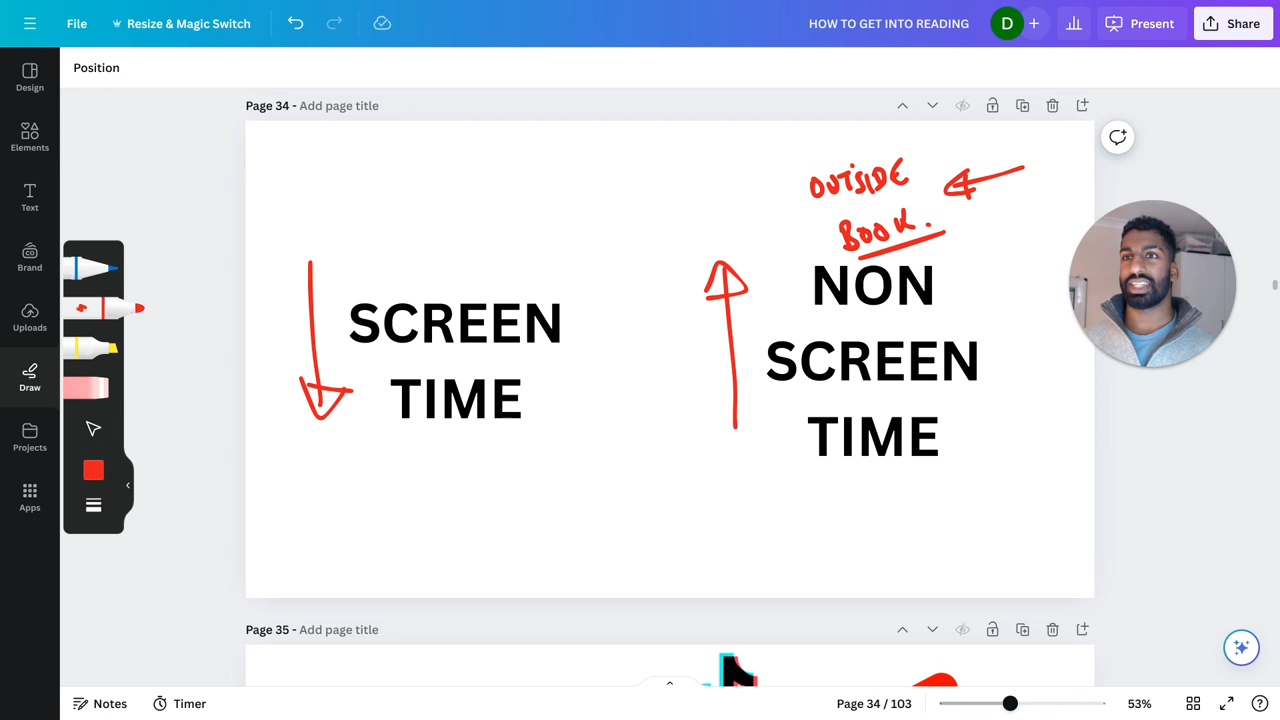 File
Resize & Magic Switch
HOW TO GET INTO READING
D
Present
Share
Position
Design
Elements
Text
Brand
Uploads
Draw
Projects
Apps
Page 34 - Add page title
OUTSIDE
BOOK.
SCREEN
TIME
NON
SCREEN
TIME
Page 35 - Add page title
Notes
Timer
Page 34 / 103
53%